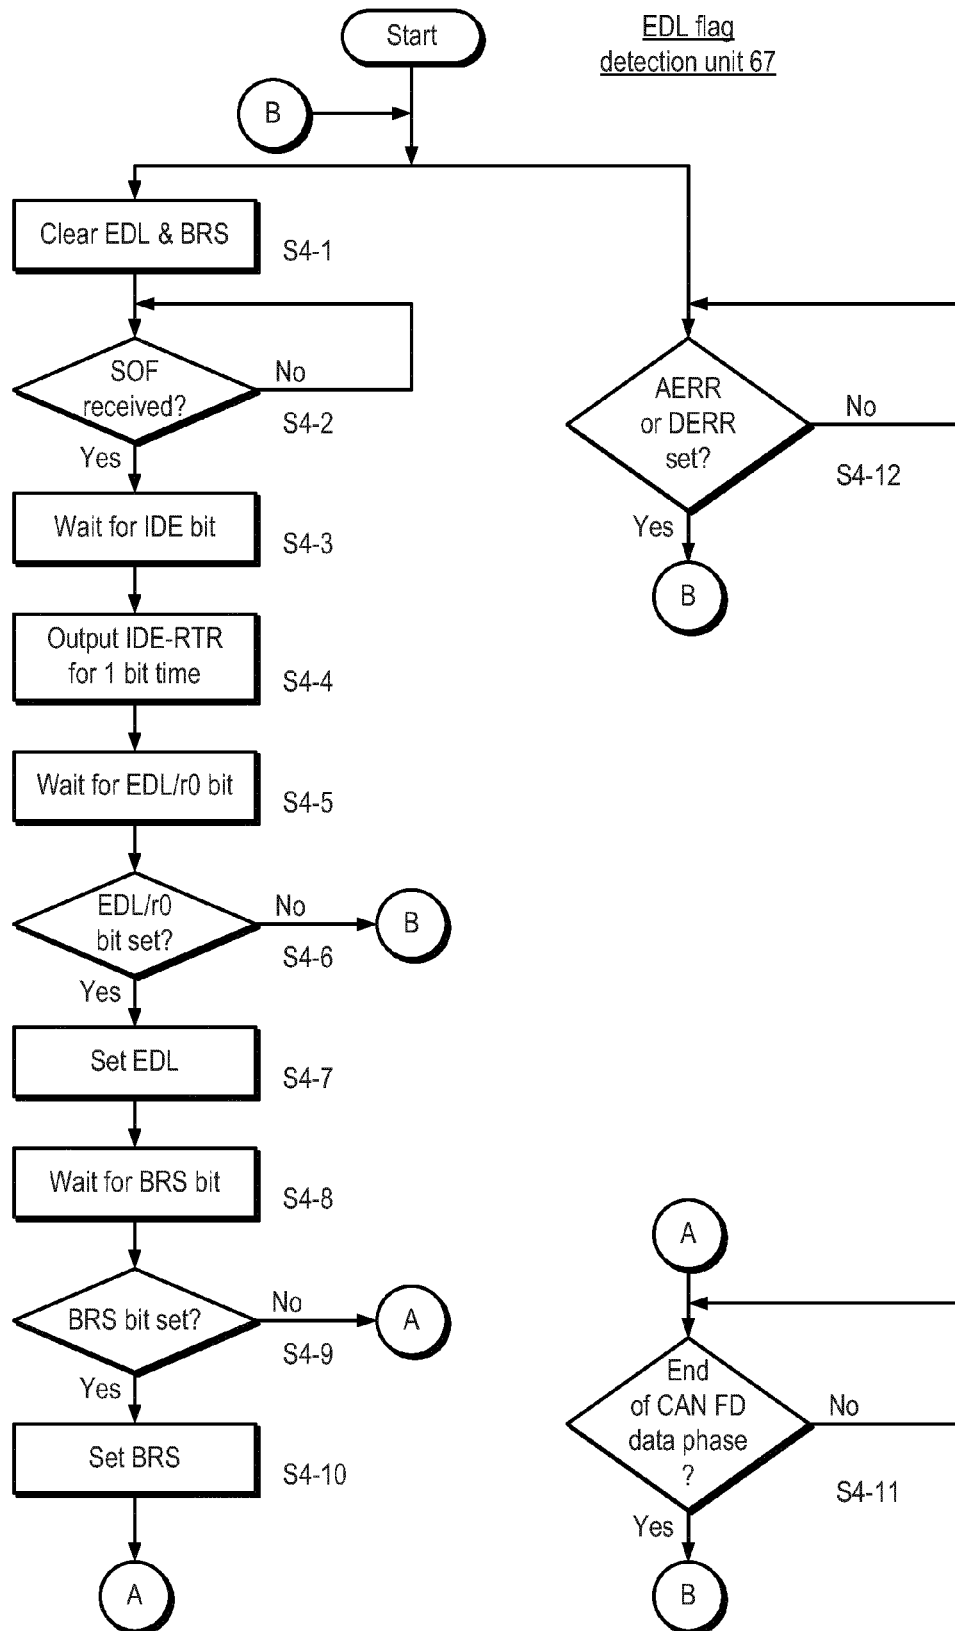 Start
EDL flag
detection unit 67
B
Clear EDL & BRS
S4-1
SOF
received?
No
S4-2
Yes
AERR
or DERR
set?
No
S4-12
Yes
B
Wait for IDE bit
S4-3
Output IDE-RTR
for 1 bit time
S4-4
Wait for EDL/r0 bit
S4-5
EDL/r0
bit set?
No
S4-6
B
Yes
Set EDL
S4-7
Wait for BRS bit
S4-8
BRS bit set?
No
S4-9
A
Yes
Set BRS
S4-10
A
A
End
of CAN FD
data phase
?
No
S4-11
Yes
B